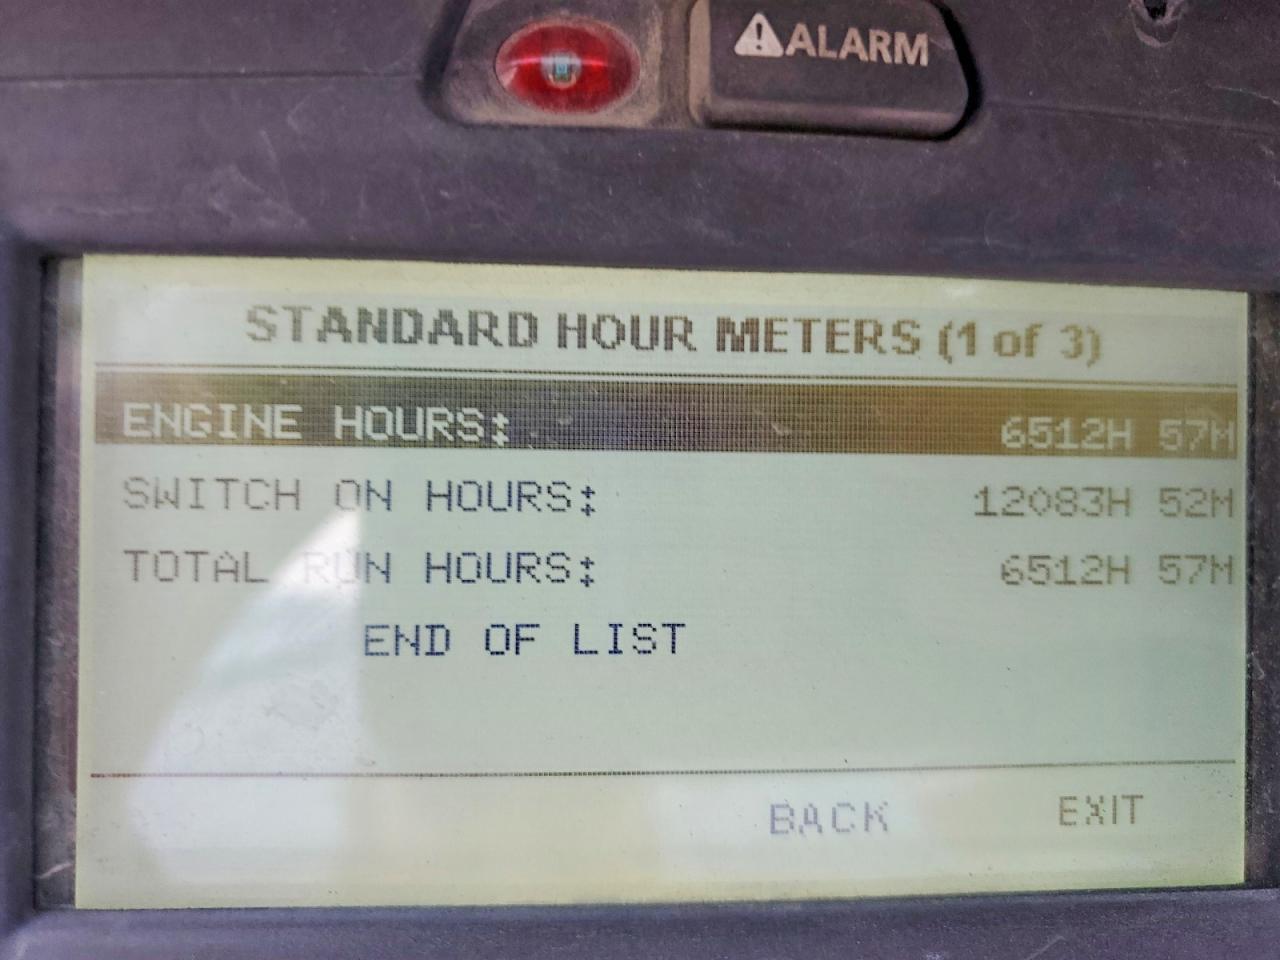 ALARM
STANDARD HOUR METERS (1 of 3)
ENGINE HOURS: 6512H 57M
SWITCH ON HOURS: 12083H 52M
TOTAL RUN HOURS: 6512H 57M
END OF LIST
BACK EXIT